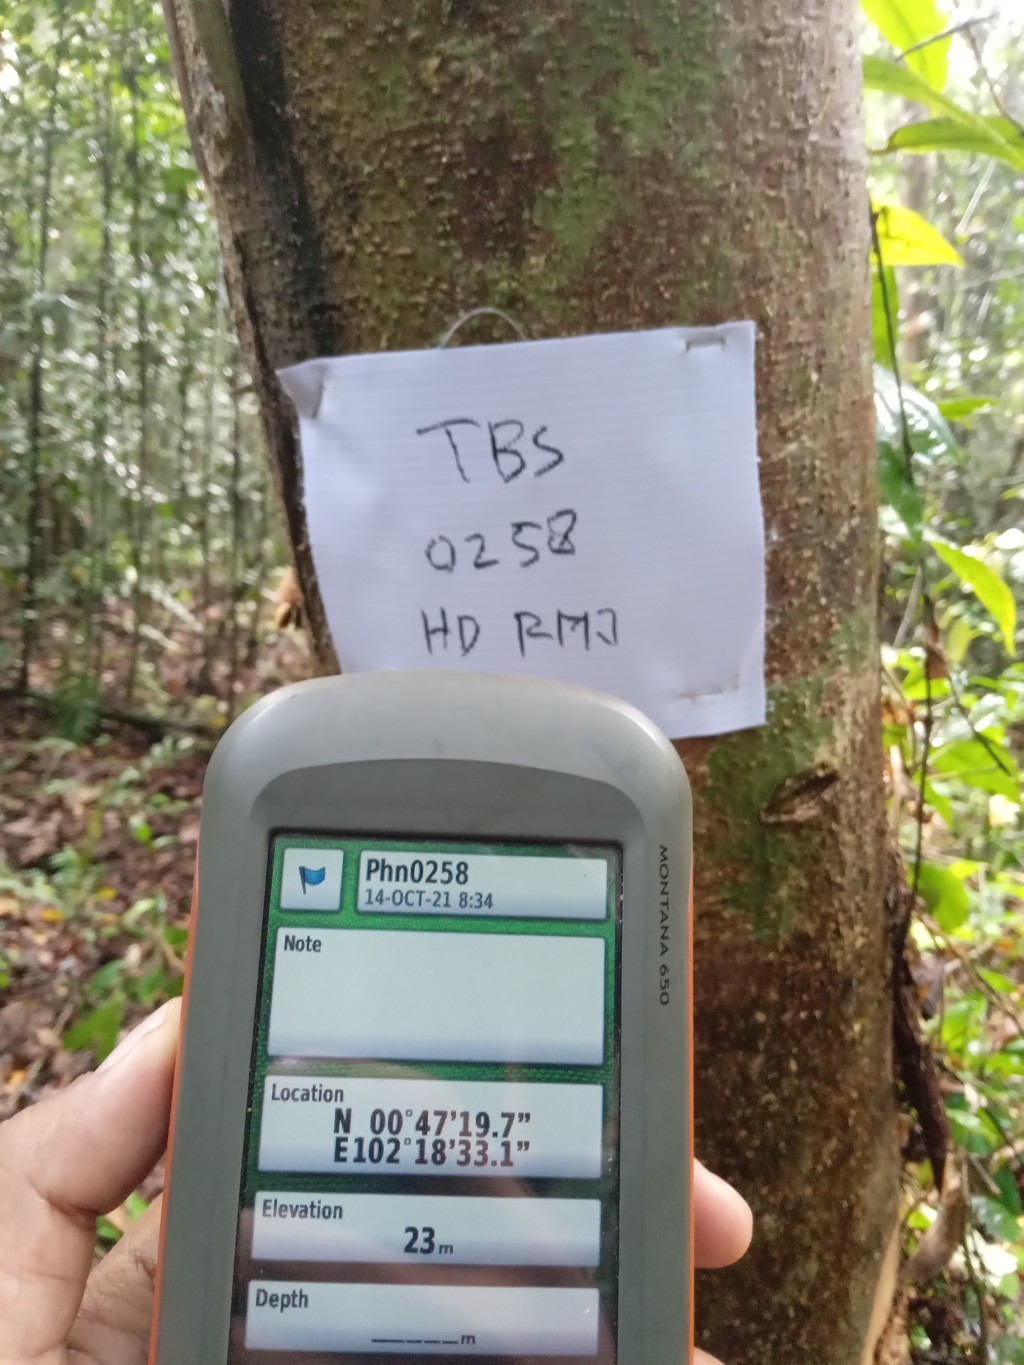 TBS
0258
HD RMJ
MONTANA 650
Phn0258
14-OCT-21 8:34
Note
Location
N 00°47'19.7"
E102°18'33.1"
Elevation
23m
Depth
_____m